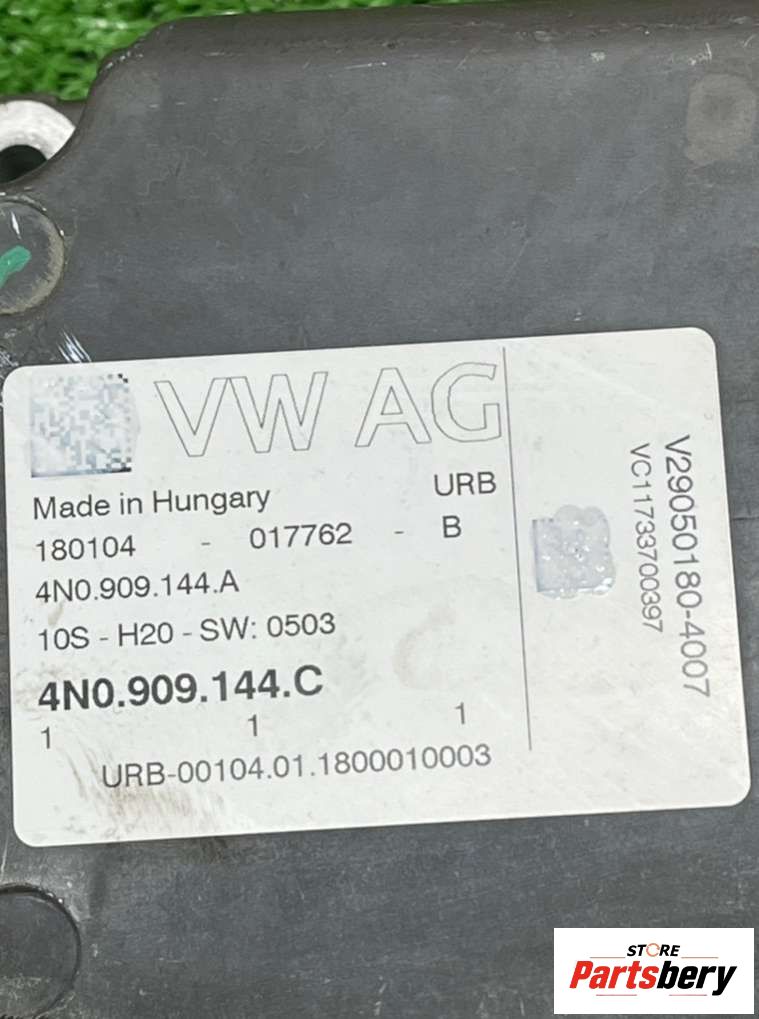 VW AG
Made in Hungary URB
180104 - 017762 - B
4N0.909.144.A
10S - H20 - SW: 0503
4N0.909.144.C
1 1 1
URB-00104.01.1800010003
V29050180-4007
VC11733700397
STORE
Partsbery